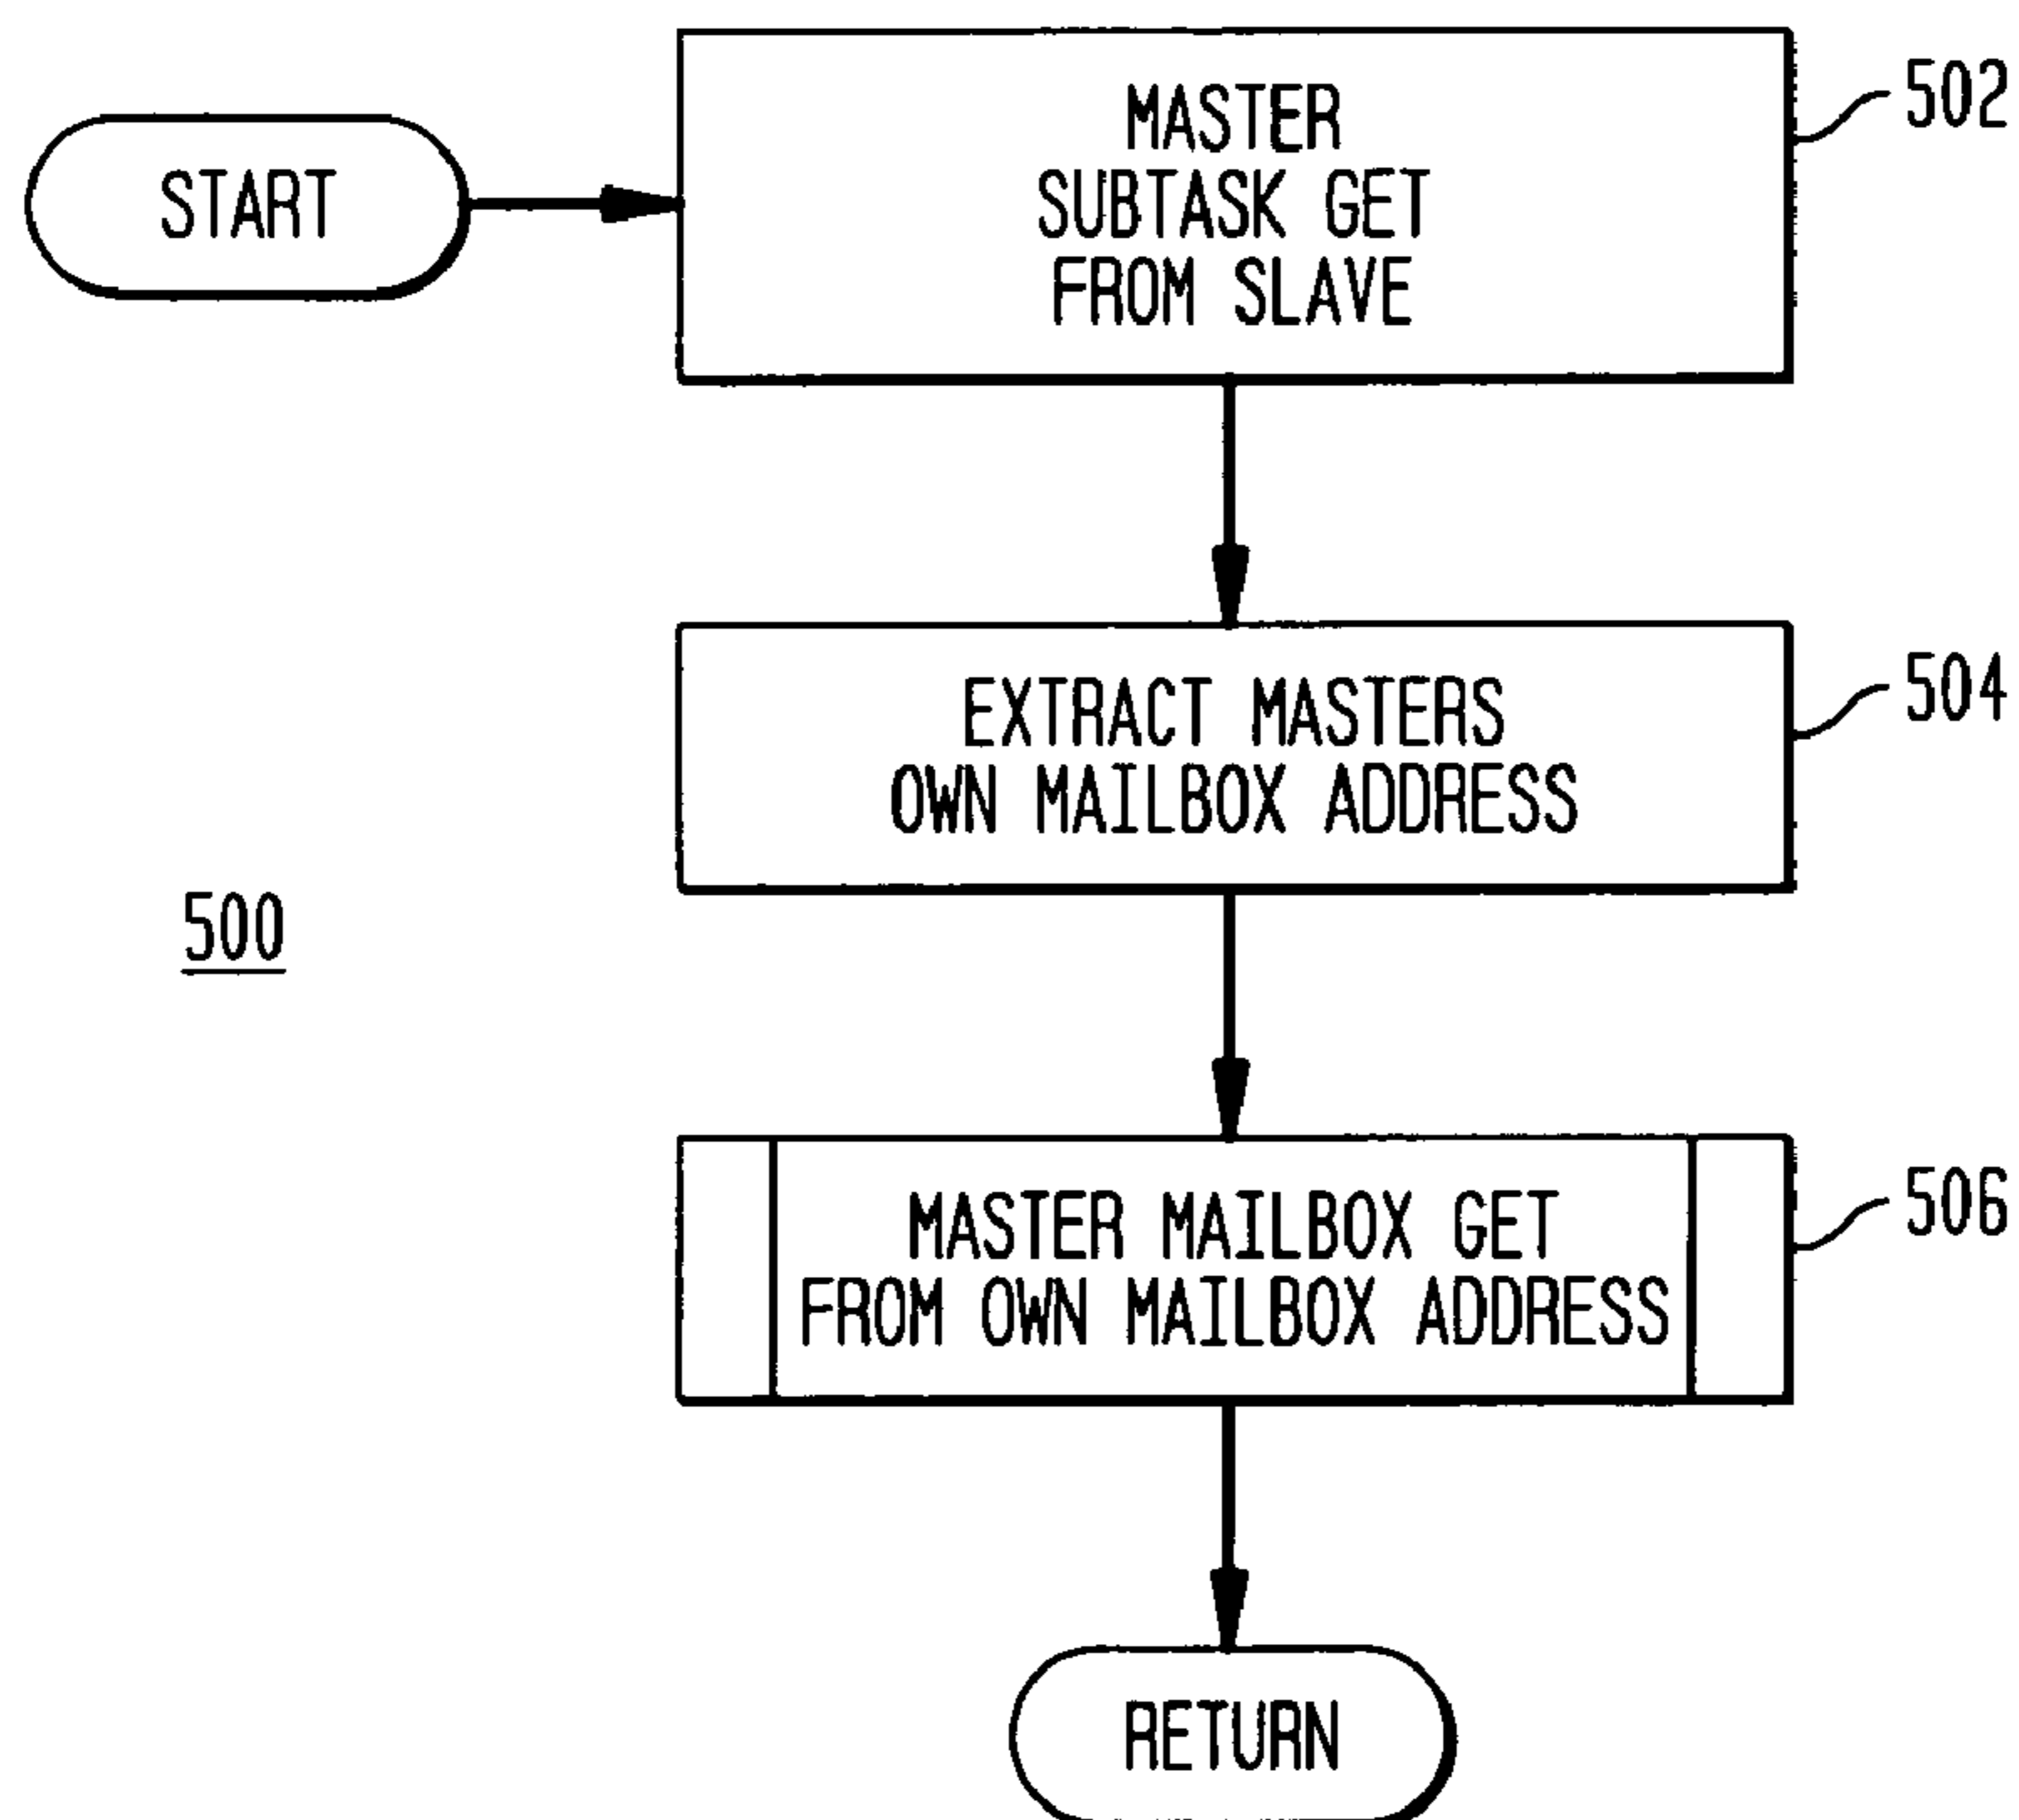 START
MASTER
SUBTASK GET
FROM SLAVE
502
EXTRACT MASTERS
OWN MAILBOX ADDRESS
504
500
MASTER MAILBOX GET
FROM OWN MAILBOX ADDRESS
506
RETURN